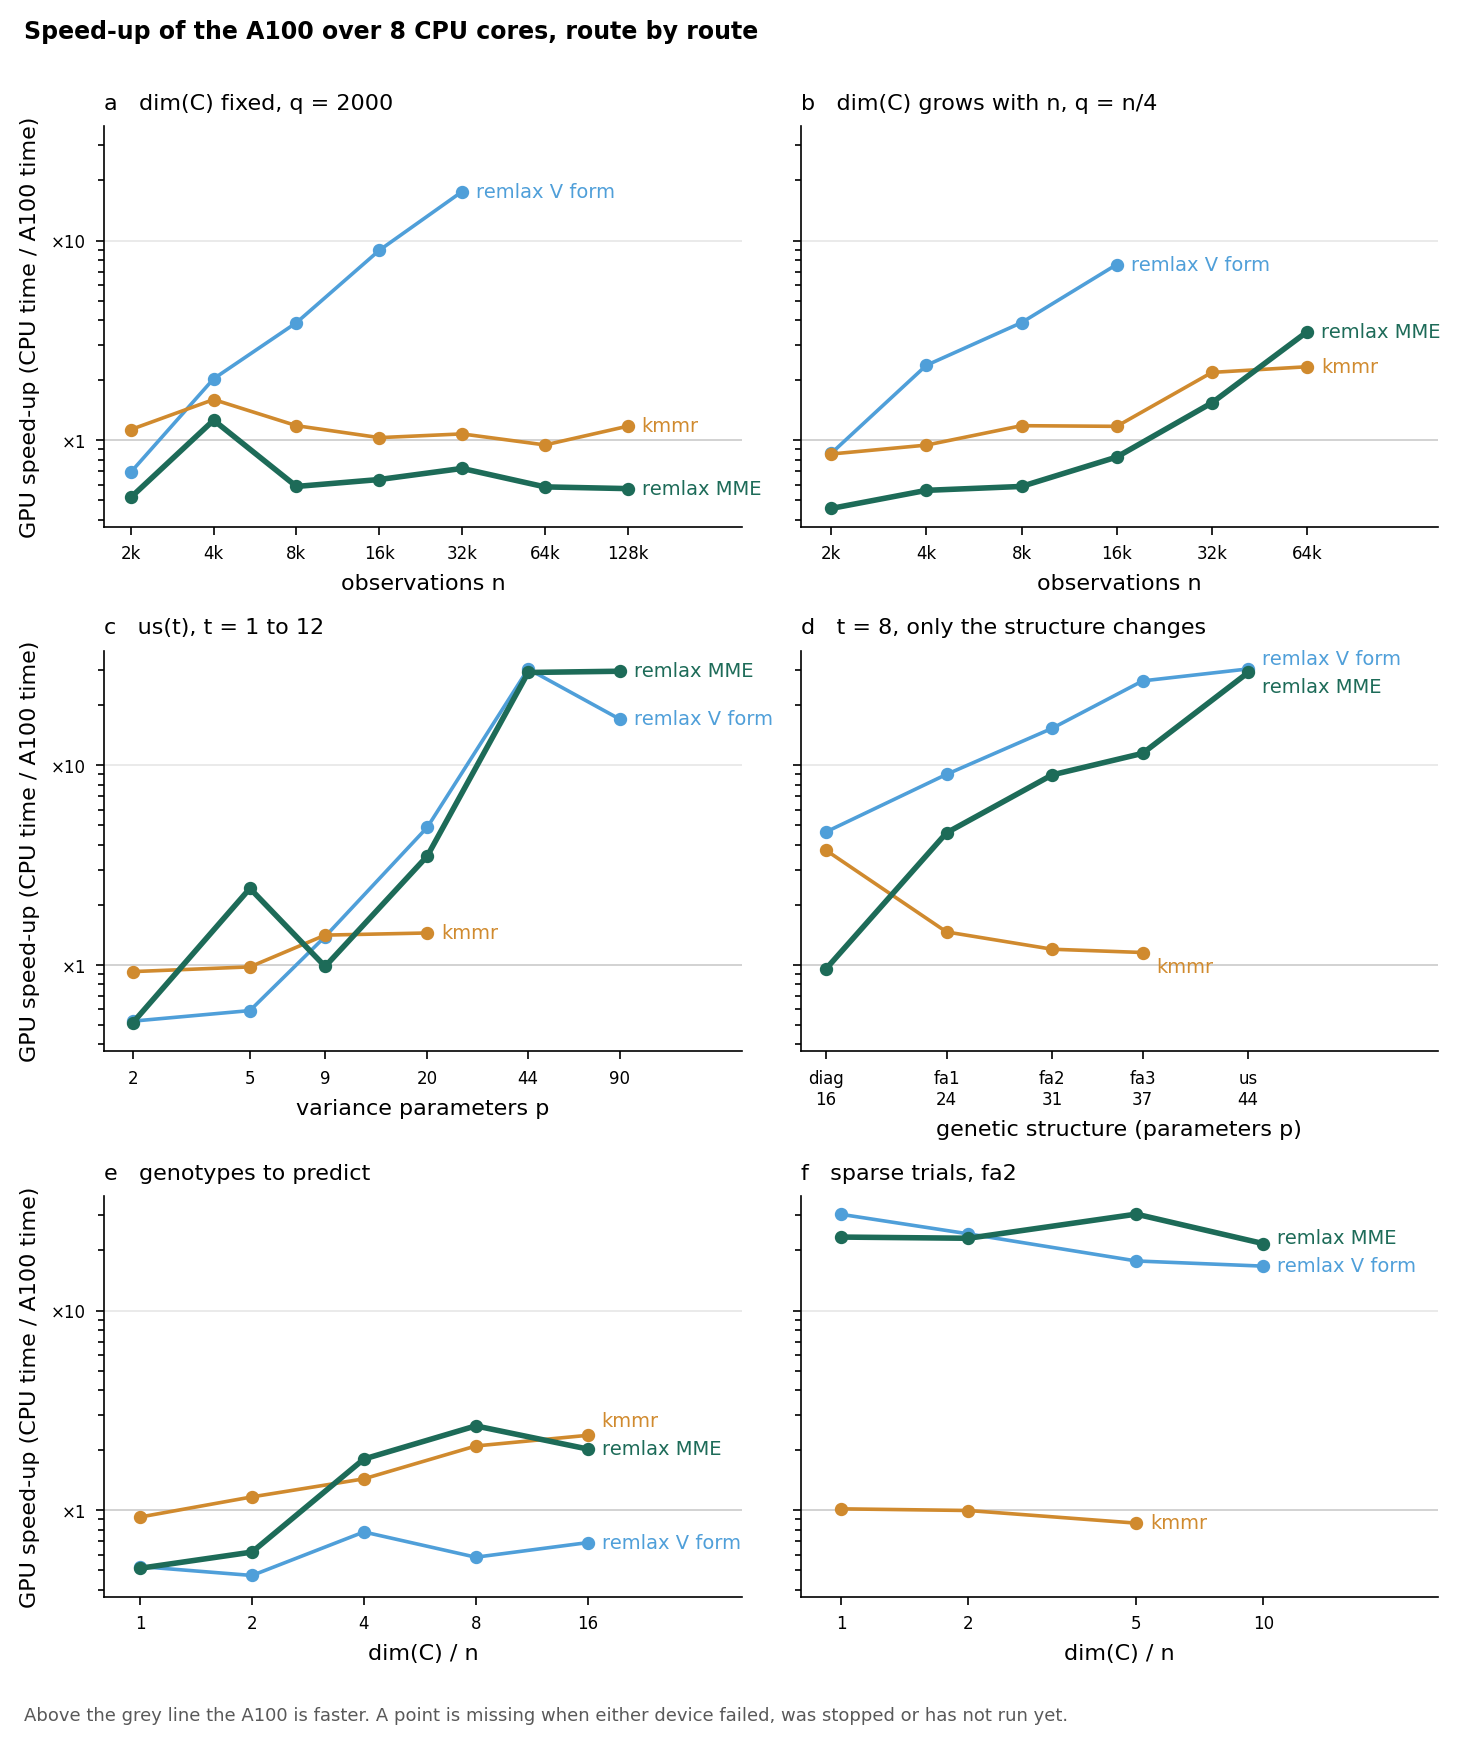 Speed-up of the A100 over 8 CPU cores, route by route
a dim(C) fixed, q = 2000
GPU speed-up (CPU time / A100 time)
×10
×1
remlax V form
kmmr
remlax MME
2k 4k 8k 16k 32k 64k 128k
observations n
b dim(C) grows with n, q = n/4
remlax V form
remlax MME
kmmr
2k 4k 8k 16k 32k 64k
observations n
c us(t), t = 1 to 12
GPU speed-up (CPU time / A100 time)
×10
×1
remlax MME
remlax V form
kmmr
2 5 9 20 44 90
variance parameters p
d t = 8, only the structure changes
remlax V form
remlax MME
kmmr
diag fa1 fa2 fa3 us
16 24 31 37 44
genetic structure (parameters p)
e genotypes to predict
GPU speed-up (CPU time / A100 time)
×10
×1
kmmr
remlax MME
remlax V form
1 2 4 8 16
dim(C) / n
f sparse trials, fa2
remlax MME
remlax V form
kmmr
1 2 5 10
dim(C) / n
Above the grey line the A100 is faster. A point is missing when either device failed, was stopped or has not run yet.